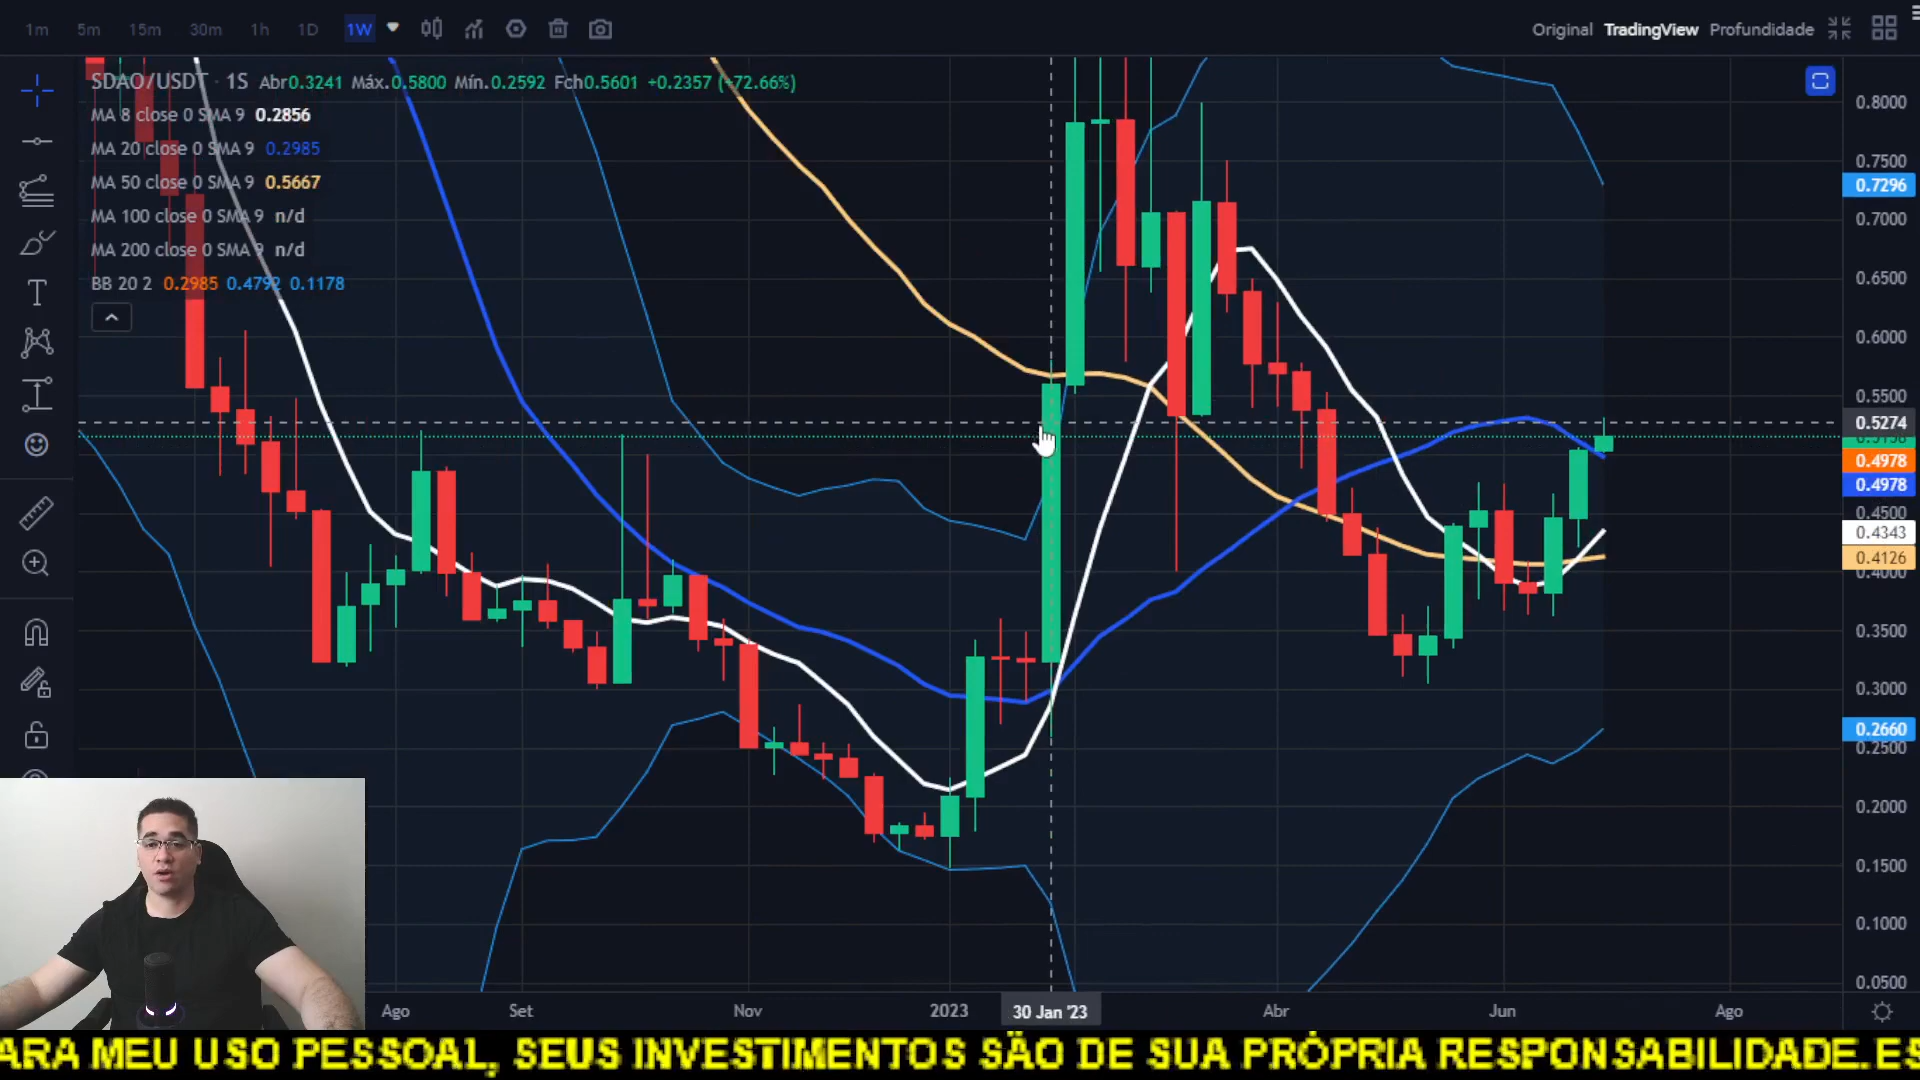 1m 5m 15m 30m 1h 1D 1W Original TradingView Profundidade
SDAO/USDT · 1S Abr0.3241 Máx.0.5800 Mín.0.2592 Fch0.5601 +0.2357 (+72.66%)
MA 8 close 0 SMA 9 0.2856
MA 20 close 0 SMA 9 0.2985
MA 50 close 0 SMA 9 0.5667
MA 100 close 0 SMA 9 n/d
MA 200 close 0 SMA 9 n/d
BB 20 2 0.2985 0.4792 0.1178
0.8000
0.7500
0.7296
0.7000
0.6500
0.6000
0.5500
0.5274
0.4978
0.4978
0.4500
0.4343
0.4126
0.4000
0.3500
0.3000
0.2660
0.2500
0.2000
0.1500
0.1000
0.0500
Ago Set Nov 2023 30 Jan '23 Abr Jun Ago
ARA MEU USO PESSOAL, SEUS INVESTIMENTOS SÃO DE SUA PRÓPRIA RESPONSABILIDADE.ES